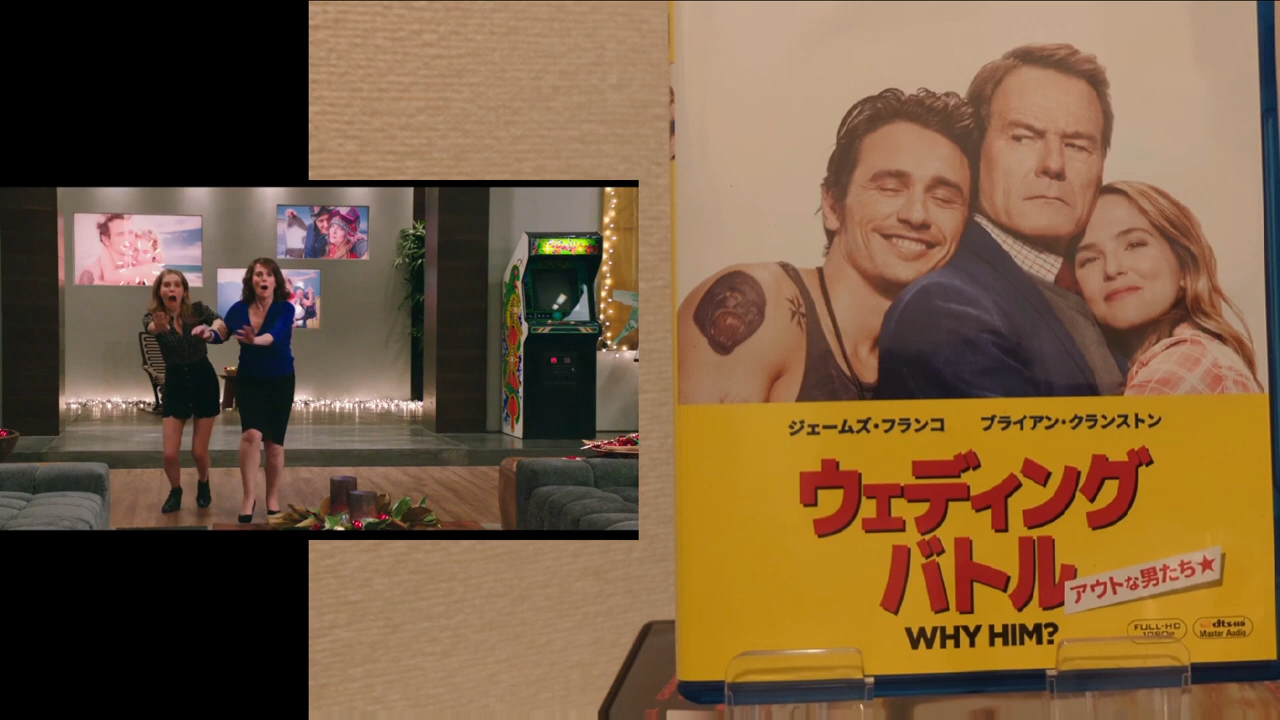 ジェームズ・フランコ ブライアン・クランストン
ウェディング
バトル
アウトな男たち★
WHY HIM?
FULL-HD
1080p
dts-HD
Master Audio